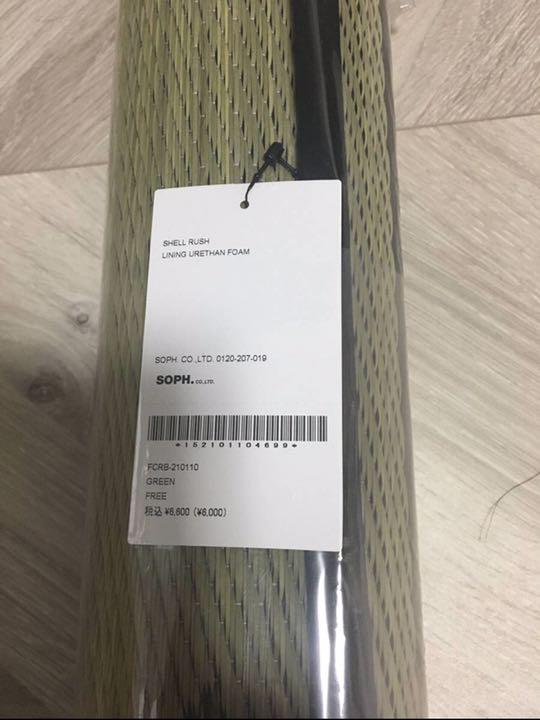 SHELL RUSH
LINING URETHAN FOAM
SOPH. CO.,LTD. 0120-207-019
SOPH. CO.,LTD.
*152101104699*
FCRB-210110
GREEN
FREE
税込 ¥6,600 (¥6,000)